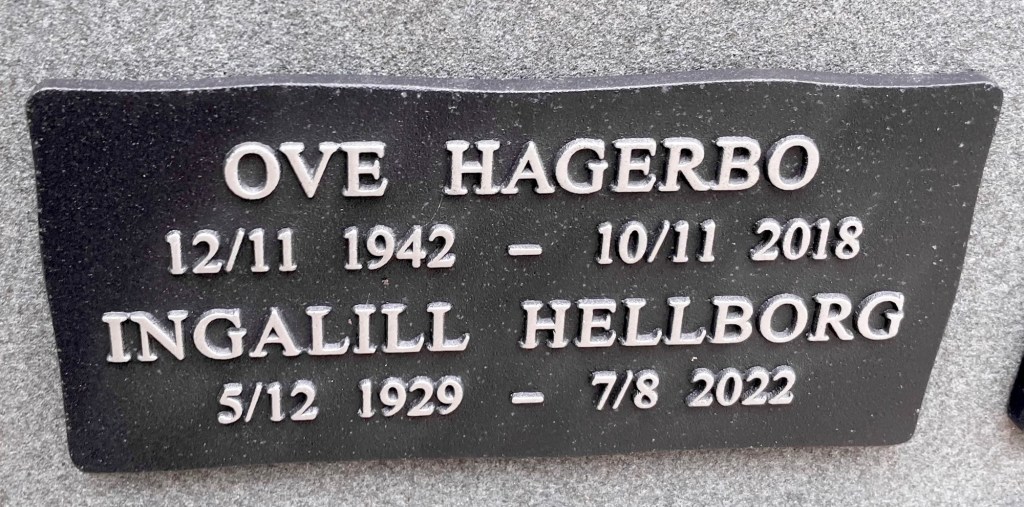 OVE HAGERBO
12/11 1942 – 10/11 2018
INGALILL HELLBORG
5/12 1929 – 7/8 2022